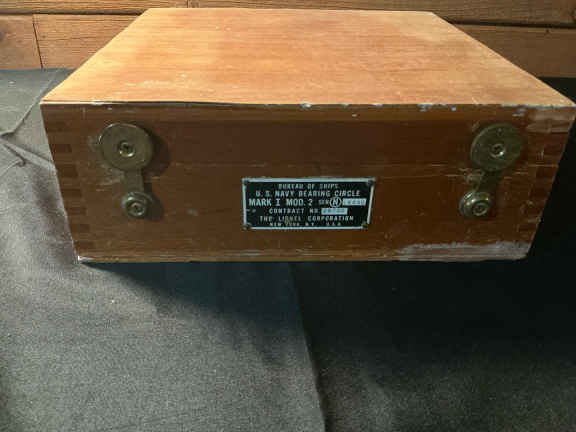 BUREAU OF SHIPS
U.S. NAVY BEARING CIRCLE
MARK I MOD. 2 SER N
CONTRACT NO.
THE LIONEL CORPORATION
NEW YORK, N.Y. U.S.A.